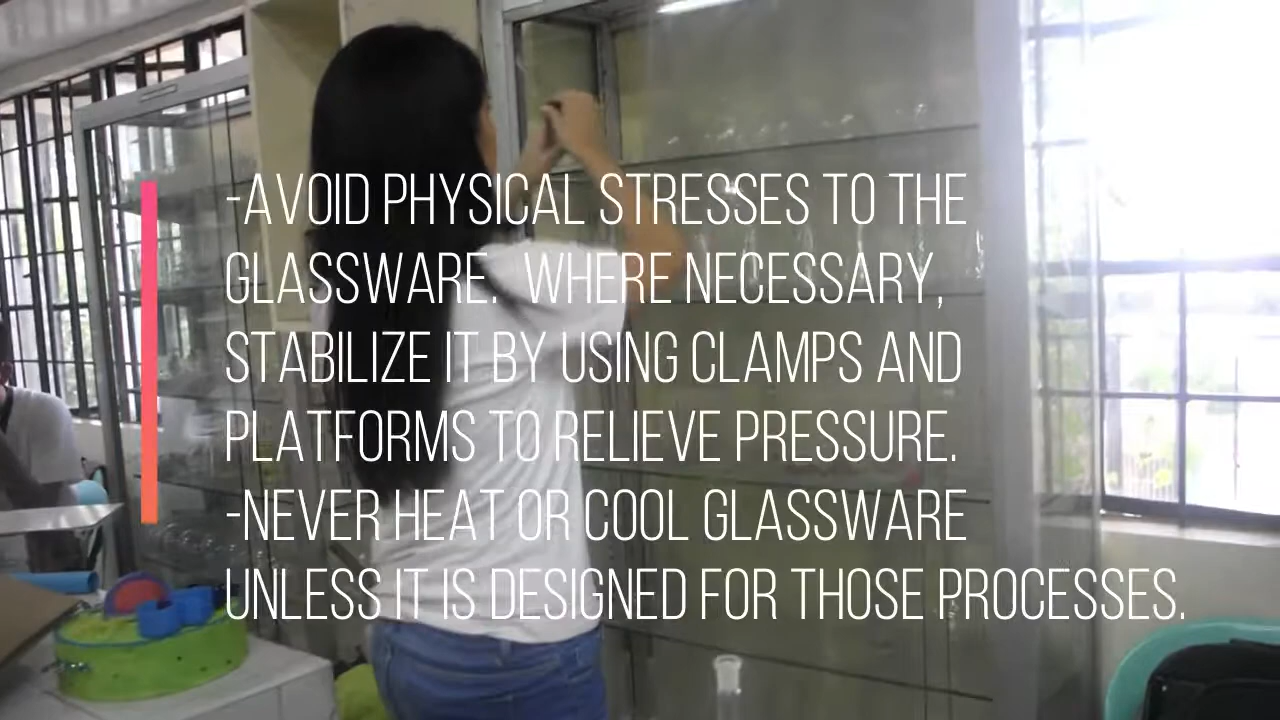 -AVOID PHYSICAL STRESSES TO THE
GLASSWARE.  WHERE NECESSARY,
STABILIZE IT BY USING CLAMPS AND
PLATFORMS TO RELIEVE PRESSURE.
-NEVER HEAT OR COOL GLASSWARE
UNLESS IT IS DESIGNED FOR THOSE PROCESSES.